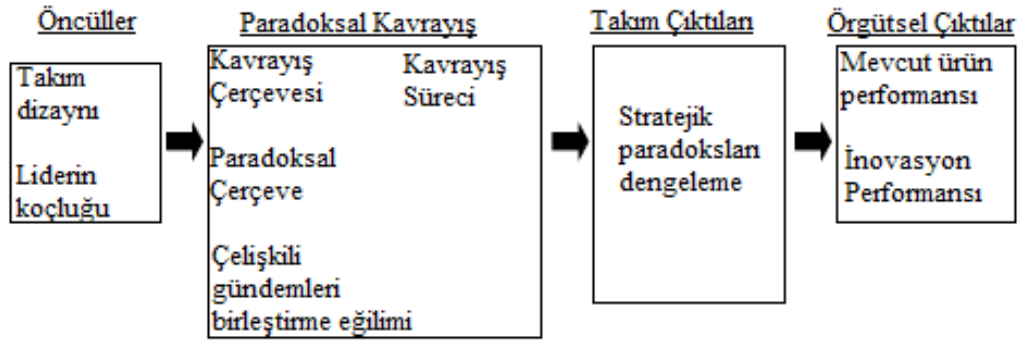 Öncüller
Takım
dizaynı
Liderin
koçluğu
Paradoksal Kavrayış
Kavrayış
Çerçevesi
Kavrayış
Süreci
Paradoksal
Çerçeve
Çelişkili
gündemleri
birleştirme eğilimi
Takım Çıktıları
Stratejik
paradoksları
dengeleme
Örgütsel Çıktılar
Mevcut ürün
performansı
İnovasyon
Performansı